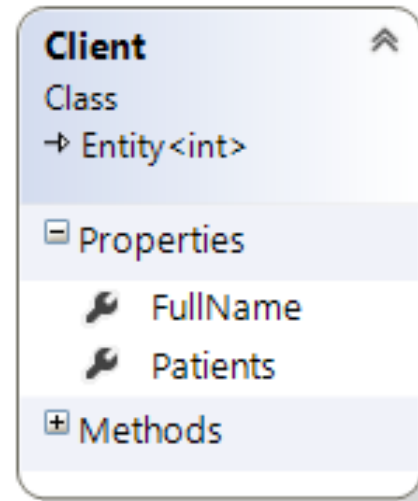 Client
Class
Entity<int>
Properties
FullName
Patients
Methods